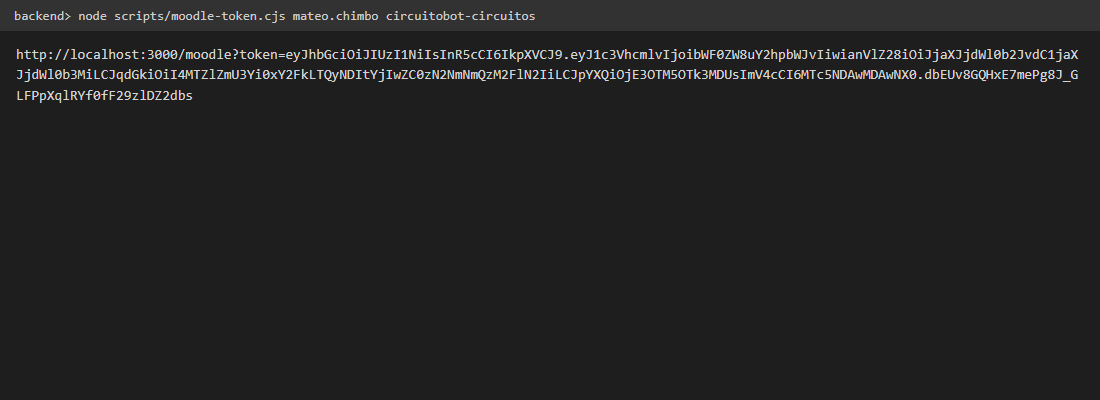 backend> node scripts/moodle-token.cjs mateo.chimbo circuitobot-circuitos
http://localhost:3000/moodle?token=eyJhbGciOiJIUzI1NiIsInR5cCI6IkpXVCJ9.eyJ1c3VhcmlvIjoibWF0ZW8uY2hpbWJvIiwianVlZ28iOiJjaXJjdWl0b2JvdC1jaX
JjdWl0b3MiLCJqdGkiOiI4MTZlZmU3Yi0xY2FkLTQyNDItYjIwZC0zN2NmNmQzM2FlN2IiLCJpYXQiOjE3OTM5OTk3MDUsImV4cCI6MTc5NDAwMDAwNX0.dbEUv8GQHxE7mePg8J_G
LFPpXqlRYf0fF29zlDZ2dbs